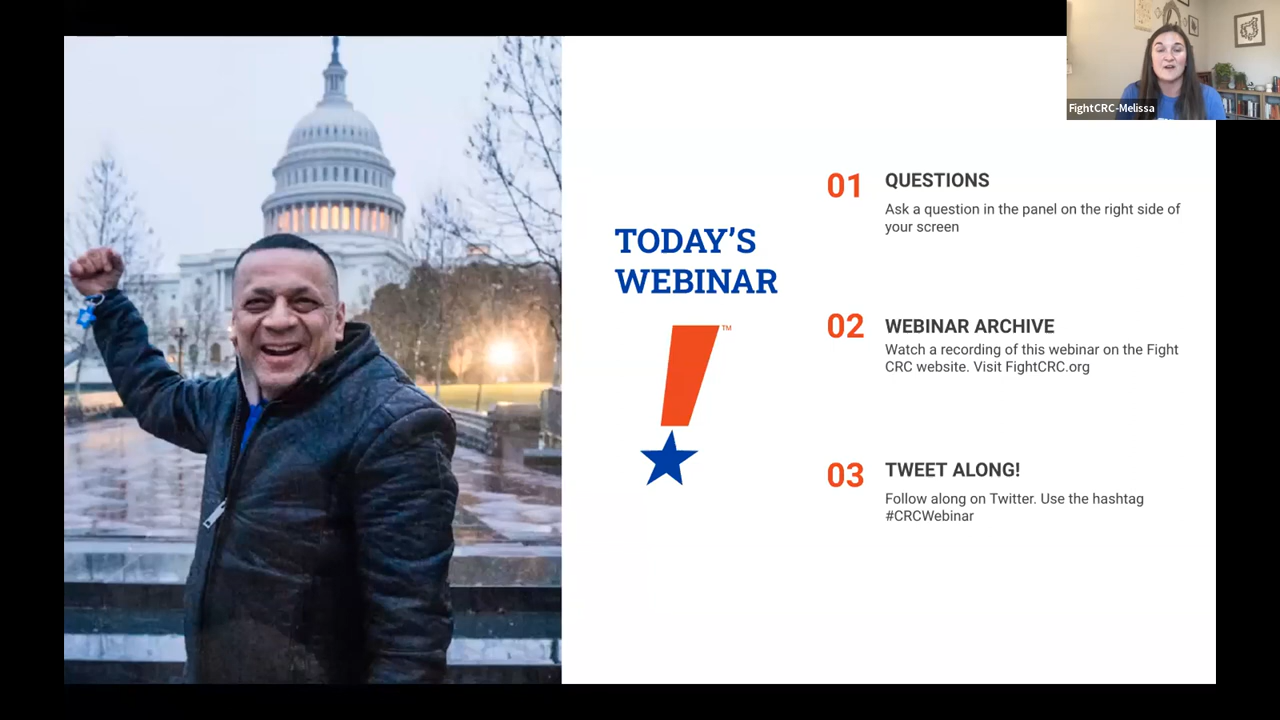 FightCRC-Melissa
TODAY'S
WEBINAR
TM
01
QUESTIONS
Ask a question in the panel on the right side of
your screen
02
WEBINAR ARCHIVE
Watch a recording of this webinar on the Fight
CRC website. Visit FightCRC.org
03
TWEET ALONG!
Follow along on Twitter. Use the hashtag
#CRCWebinar